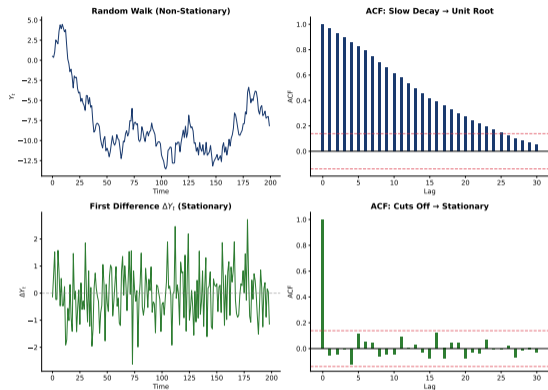 Random Walk (Non-Stationary)
Y_t
5.0
2.5
0.0
−2.5
−5.0
−7.5
−10.0
−12.5
0 25 50 75 100 125 150 175 200
Time
ACF: Slow Decay → Unit Root
ACF
1.0
0.8
0.6
0.4
0.2
0.0
0 5 10 15 20 25 30
Lag
First Difference ΔY_t (Stationary)
ΔY_t
2
1
0
−1
−2
0 25 50 75 100 125 150 175 200
Time
ACF: Cuts Off → Stationary
ACF
1.0
0.8
0.6
0.4
0.2
0.0
0 5 10 15 20 25 30
Lag